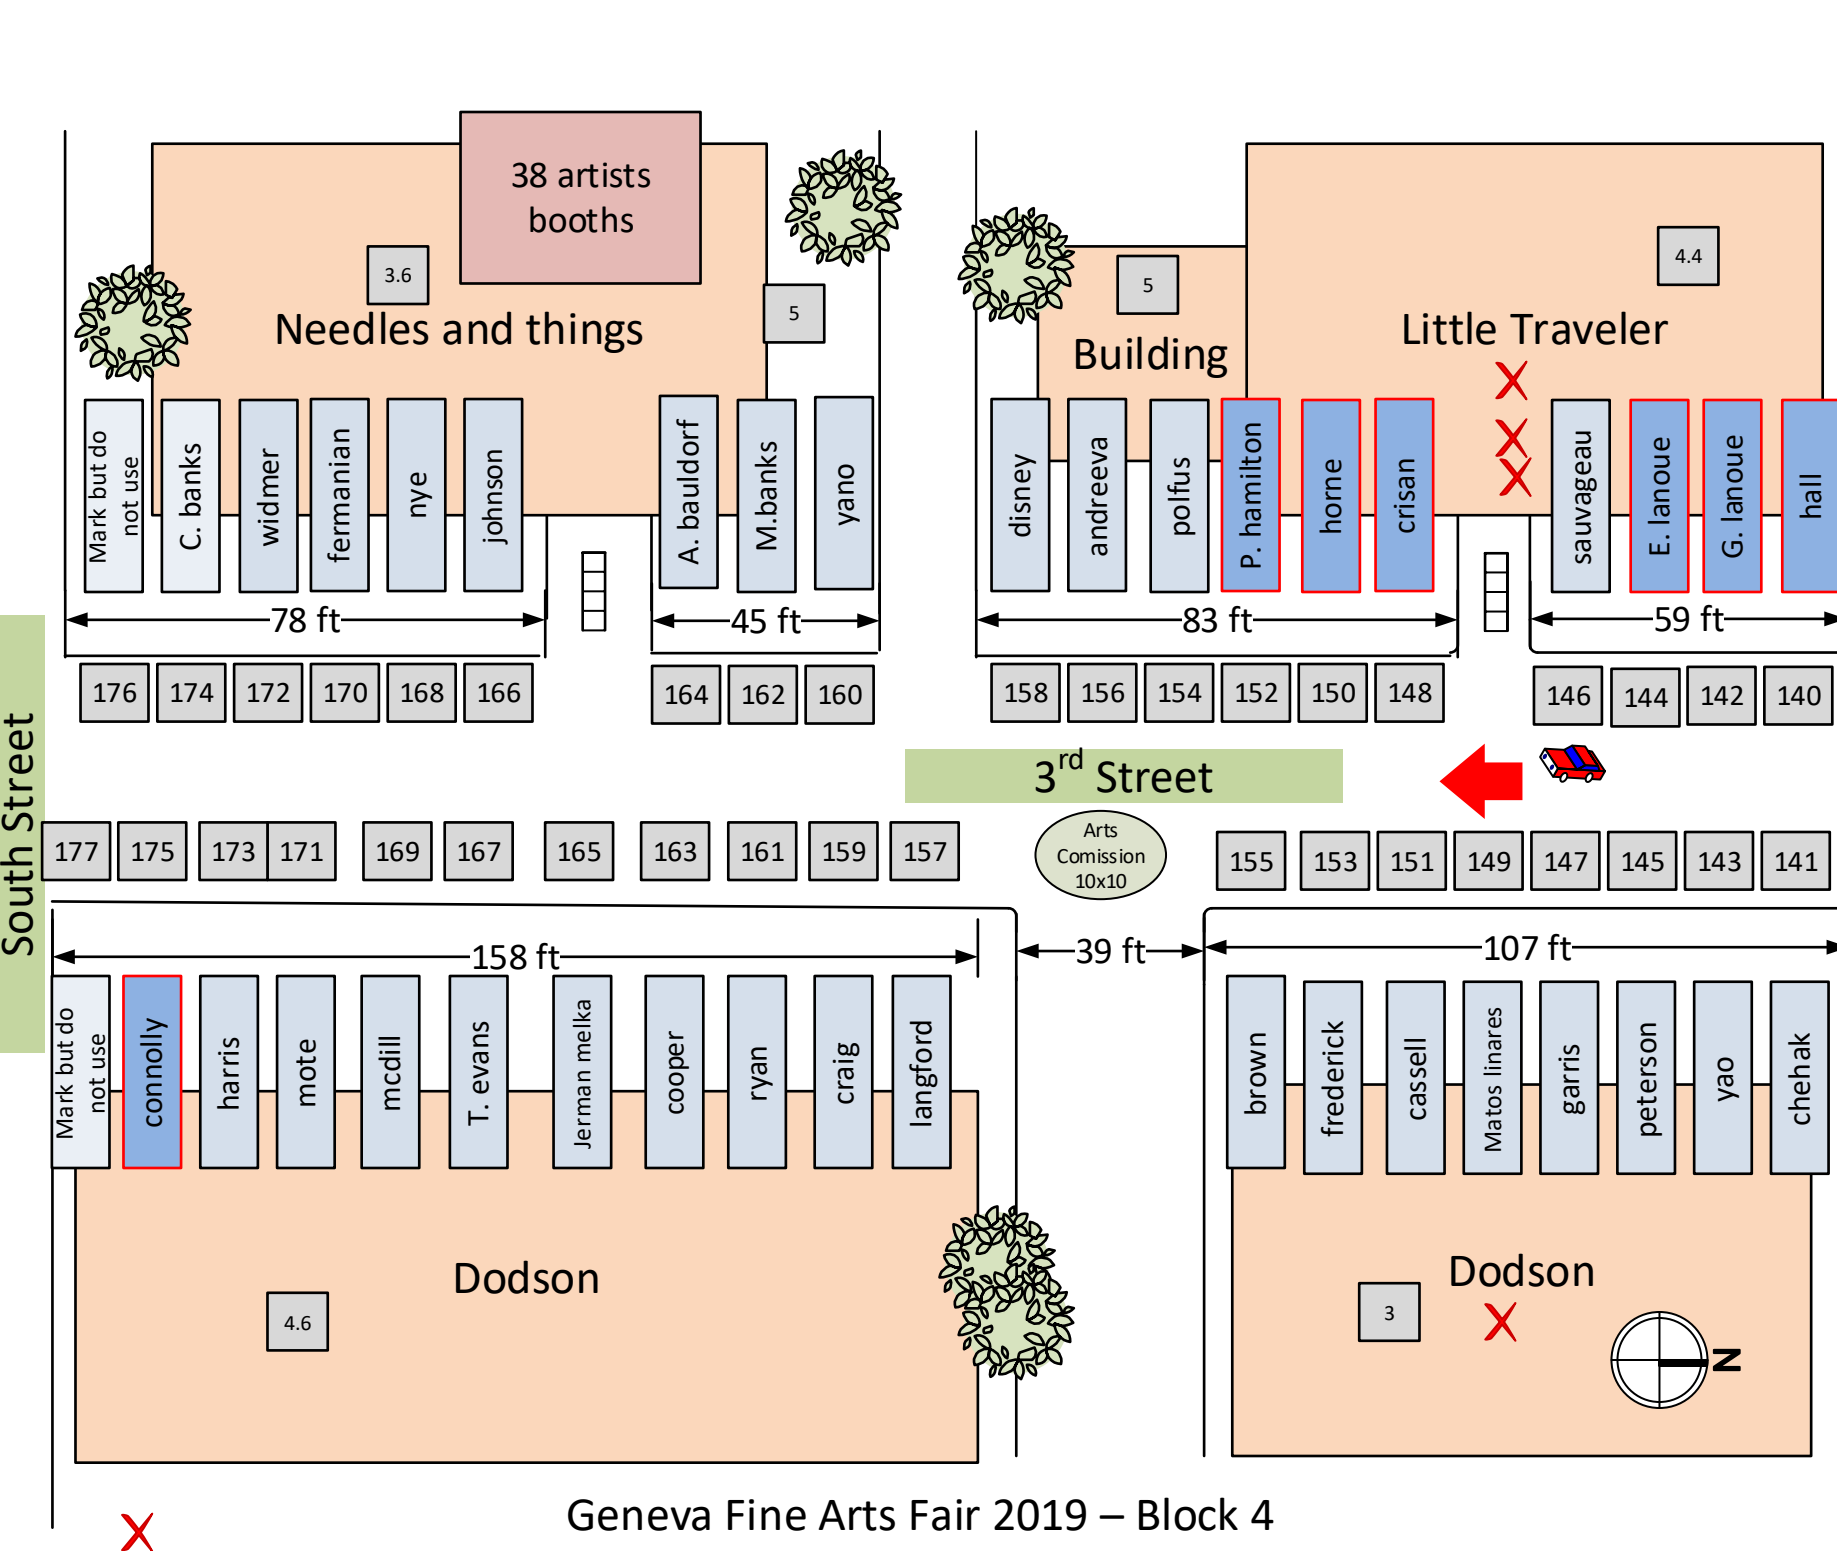 38 artists
booths
3.6
5
Needles and things
5
4.4
Building
Little Traveler
Mark but do
not use
C. banks
widmer
fermanian
nye
johnson
A. bauldorf
M.banks
yano
disney
andreeva
polfus
P. hamilton
horne
crisan
sauvageau
E. lanoue
G. lanoue
hall
78 ft
45 ft
83 ft
59 ft
176
174
172
170
168
166
164
162
160
158
156
154
152
150
148
146
144
142
140
South Street
3rd Street
177
175
173
171
169
167
165
163
161
159
157
Arts
Comission
10x10
155
153
151
149
147
145
143
141
158 ft
39 ft
107 ft
Mark but do
not use
connolly
harris
mote
mcdill
T. evans
Jerman melka
cooper
ryan
craig
langford
brown
frederick
cassell
Matos linares
garris
peterson
yao
chehak
Dodson
4.6
Dodson
3
N
Geneva Fine Arts Fair 2019 – Block 4